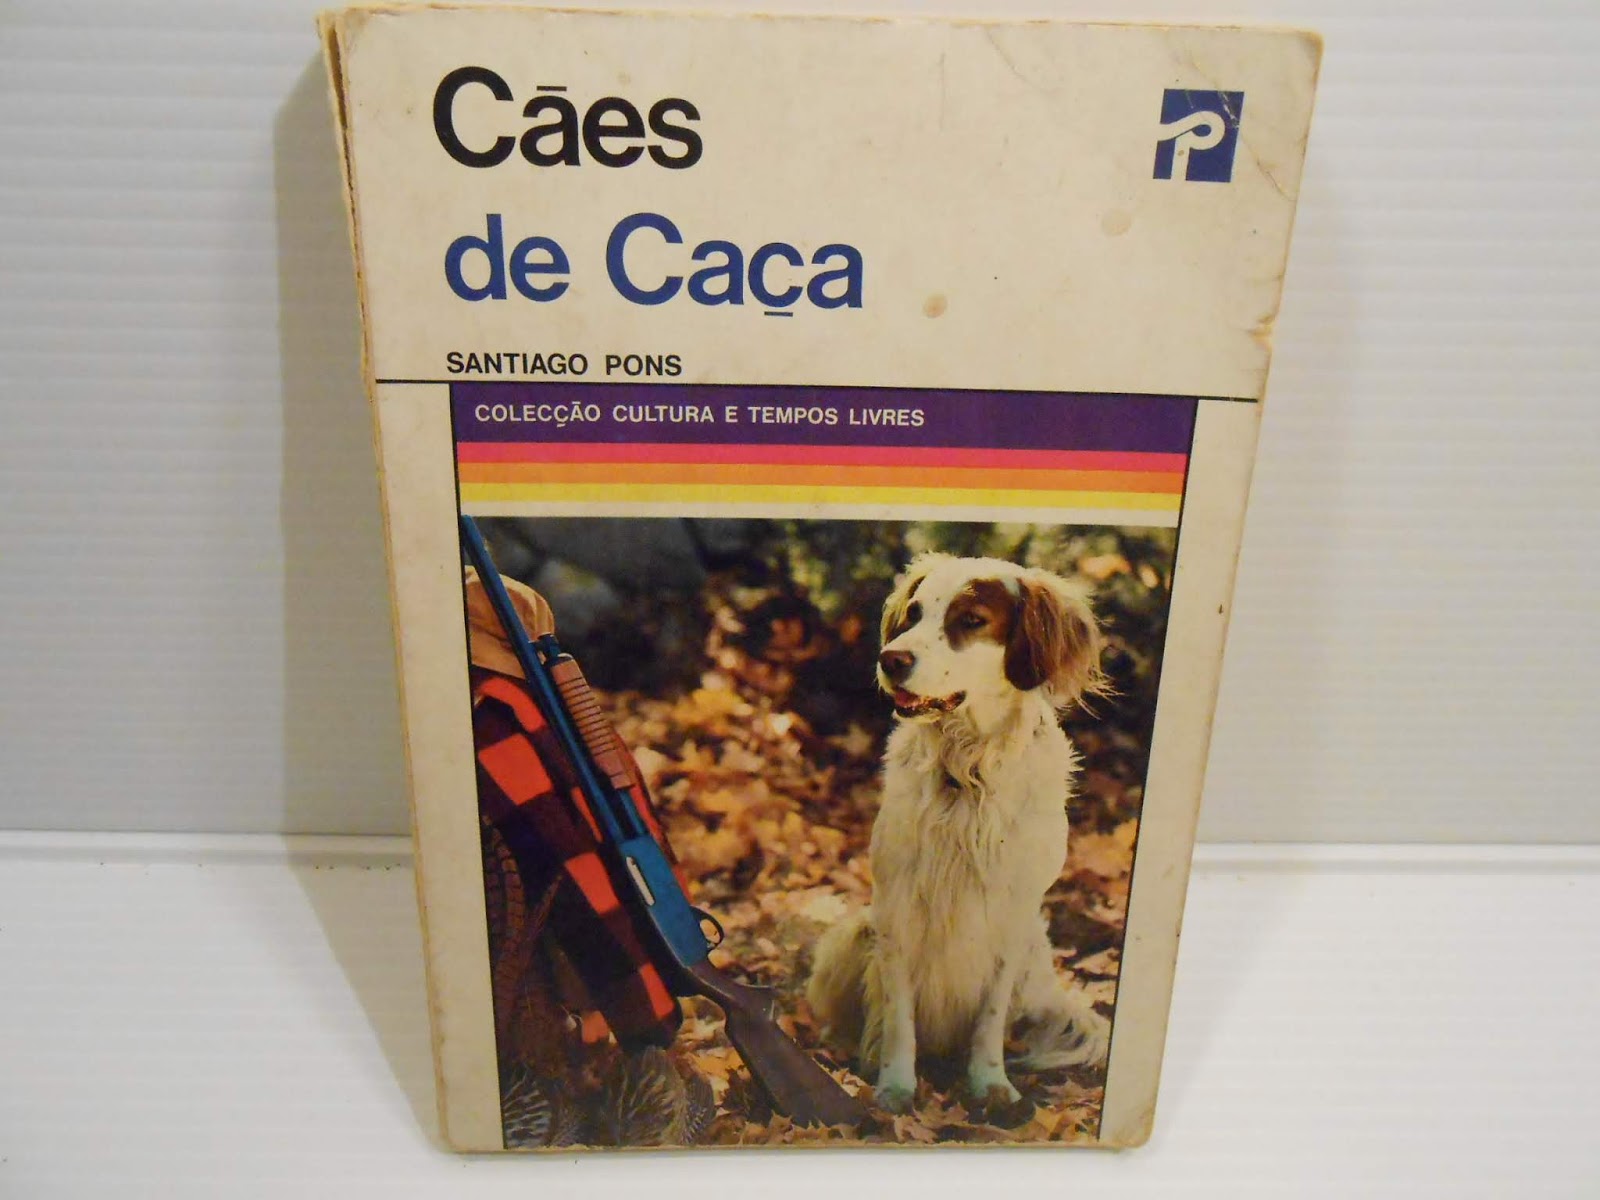 Cães
de Caça
SANTIAGO PONS
COLECÇÃO CULTURA E TEMPOS LIVRES
P